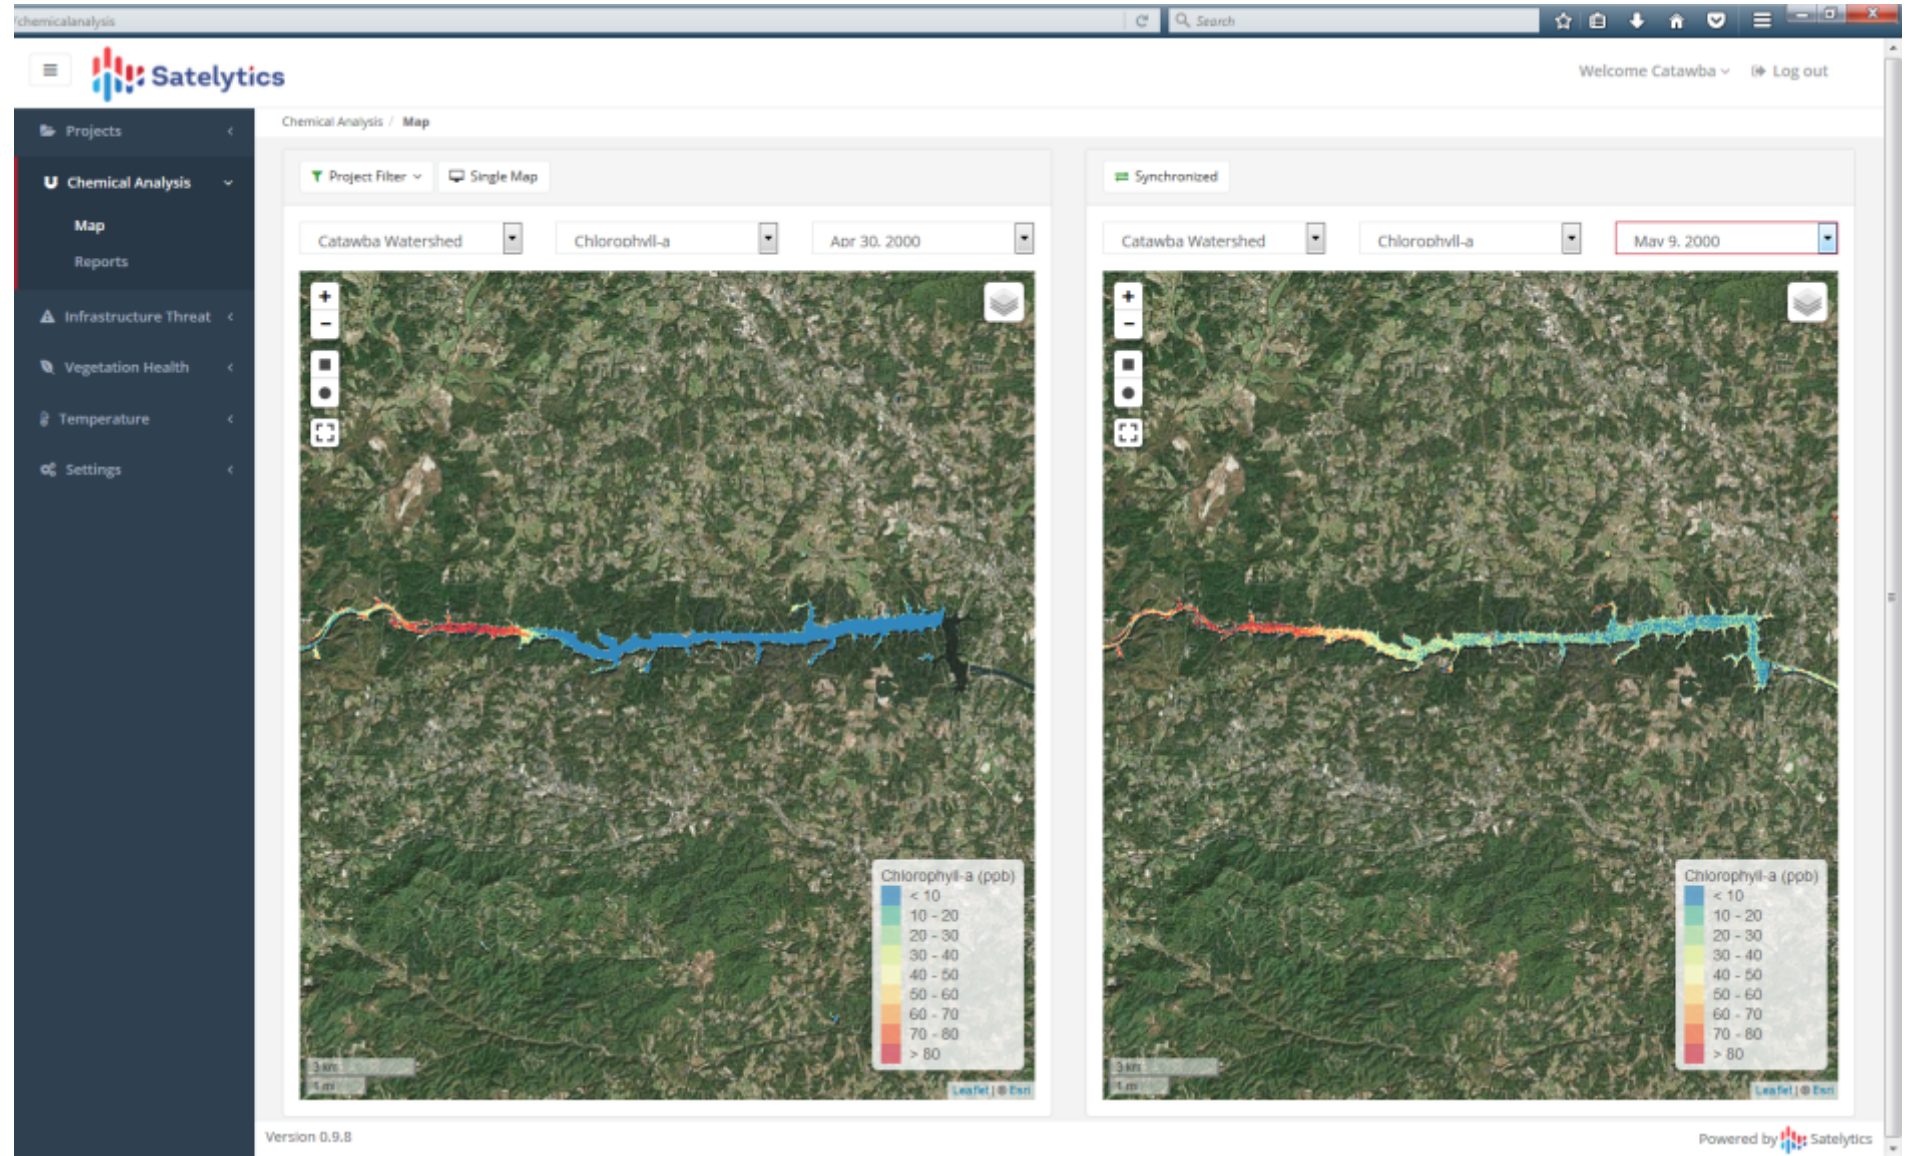 /chemicalanalysis
Search
Satelytics
Welcome Catawba
Log out
Projects
Chemical Analysis
Map
Reports
Infrastructure Threat
Vegetation Health
Temperature
Settings
Chemical Analysis / Map
Project Filter
Single Map
Catawba Watershed
Chlorophyll-a
Apr 30, 2000
+
−
Chlorophyll-a (ppb)
< 10
10 - 20
20 - 30
30 - 40
40 - 50
50 - 60
60 - 70
70 - 80
> 80
3 km
1 mi
Leaflet | © Esri
Synchronized
Catawba Watershed
Chlorophyll-a
May 9, 2000
+
−
Chlorophyll-a (ppb)
< 10
10 - 20
20 - 30
30 - 40
40 - 50
50 - 60
60 - 70
70 - 80
> 80
3 km
1 mi
Leaflet | © Esri
Version 0.9.8
Powered by Satelytics